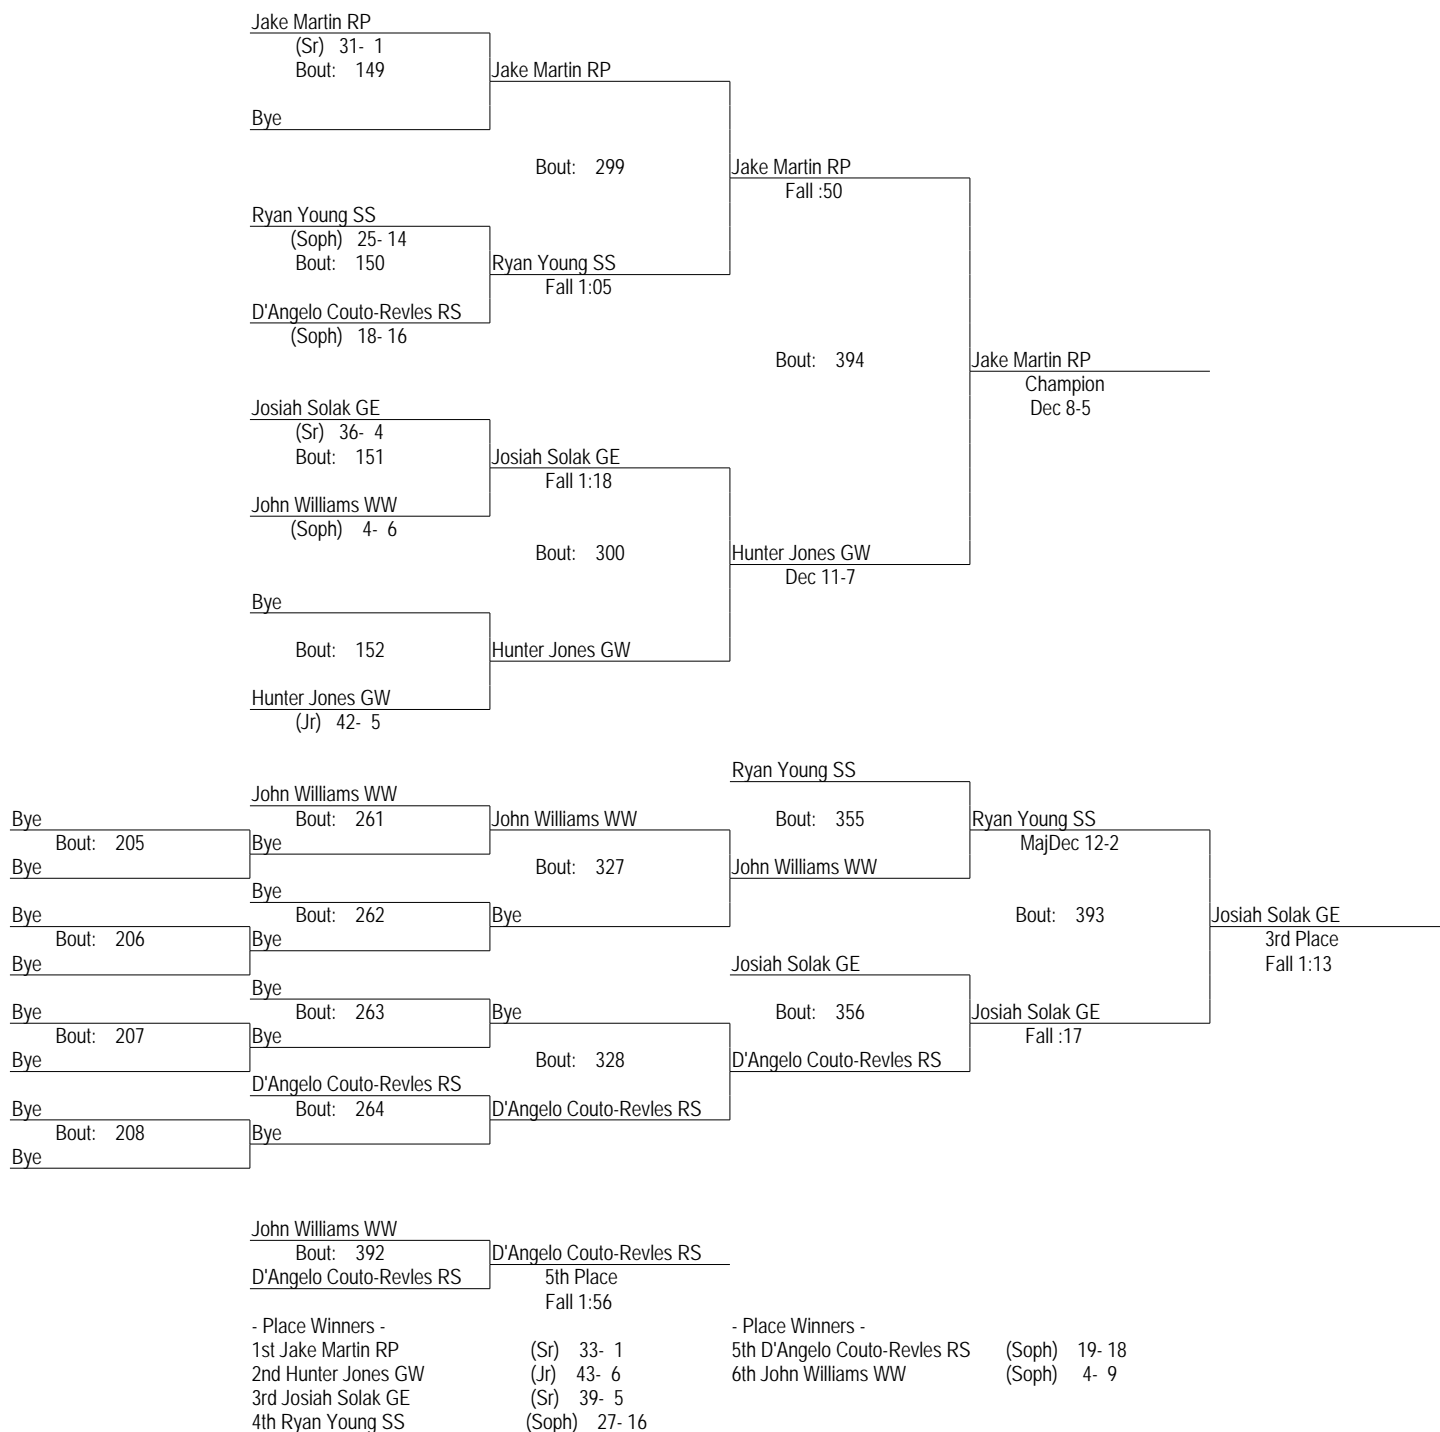 Jake Martin RP
(Sr) 31- 1
Bout: 149
Jake Martin RP
Bye
Bout: 299
Jake Martin RP
Fall :50
Ryan Young SS
(Soph) 25- 14
Bout: 150
Ryan Young SS
Fall 1:05
D'Angelo Couto-Revles RS
(Soph) 18- 16
Bout: 394
Jake Martin RP
Champion
Dec 8-5
Josiah Solak GE
(Sr) 36- 4
Bout: 151
Josiah Solak GE
Fall 1:18
John Williams WW
(Soph) 4- 6
Bout: 300
Hunter Jones GW
Dec 11-7
Bye
Bout: 152
Hunter Jones GW
Hunter Jones GW
(Jr) 42- 5
Ryan Young SS
John Williams WW
Bye
Bout: 261
John Williams WW
Bout: 355
Ryan Young SS
Bout: 205
Bye
MajDec 12-2
Bye
Bout: 327
John Williams WW
Bye
Bye
Bout: 262
Bye
Bout: 393
Josiah Solak GE
Bout: 206
Bye
3rd Place
Bye
Josiah Solak GE
Fall 1:13
Bye
Bye
Bout: 263
Bye
Bout: 356
Josiah Solak GE
Bout: 207
Bye
Fall :17
Bye
Bout: 328
D'Angelo Couto-Revles RS
D'Angelo Couto-Revles RS
Bye
Bout: 264
D'Angelo Couto-Revles RS
Bout: 208
Bye
Bye
John Williams WW
Bout: 392
D'Angelo Couto-Revles RS
D'Angelo Couto-Revles RS
5th Place
Fall 1:56
- Place Winners -
1st Jake Martin RP (Sr) 33- 1
2nd Hunter Jones GW (Jr) 43- 6
3rd Josiah Solak GE (Sr) 39- 5
4th Ryan Young SS (Soph) 27- 16
- Place Winners -
5th D'Angelo Couto-Revles RS (Soph) 19- 18
6th John Williams WW (Soph) 4- 9